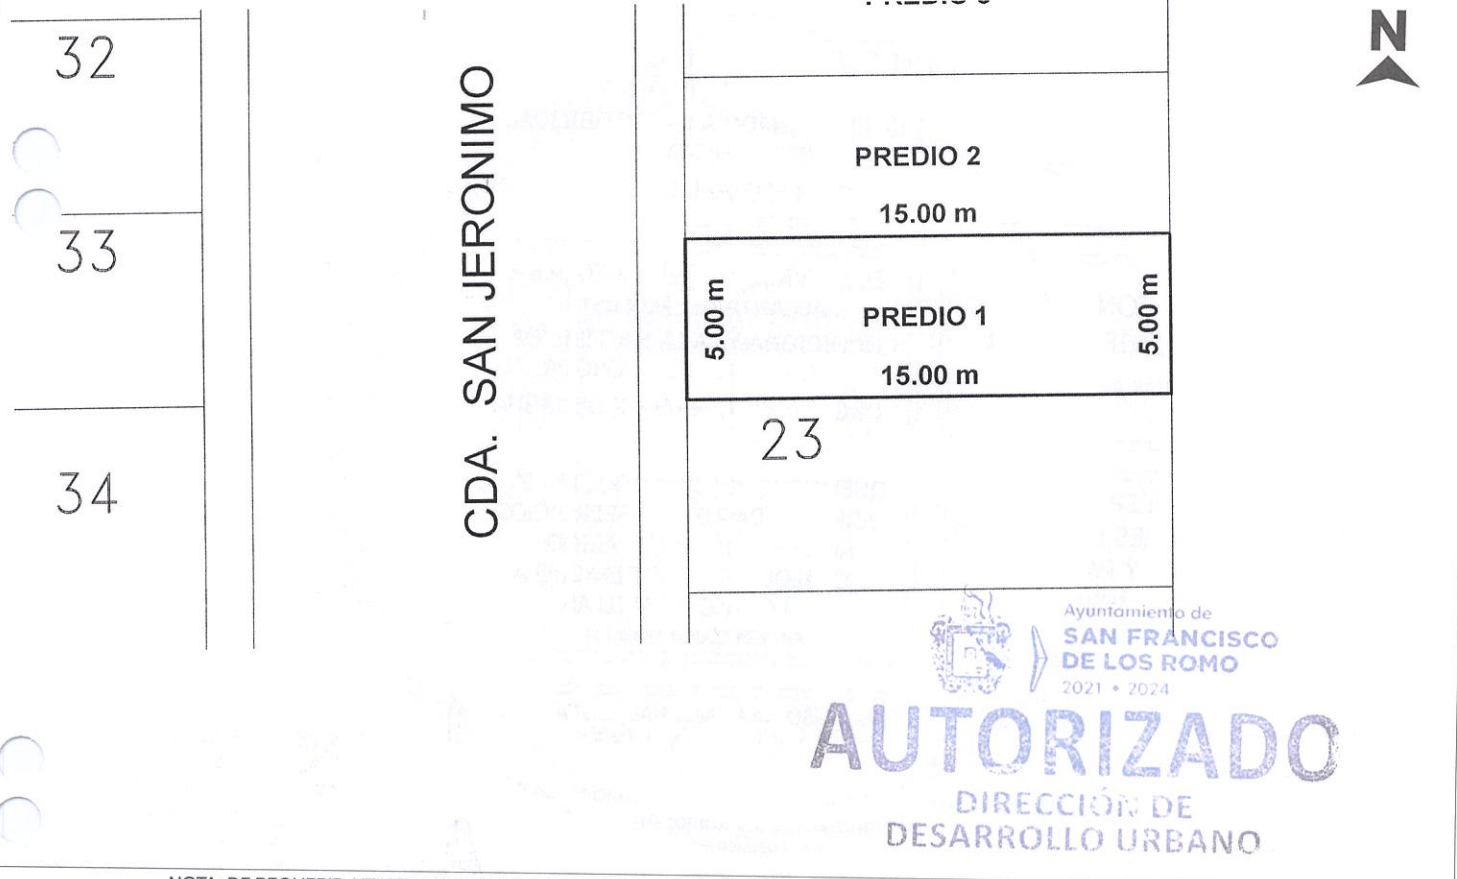 32
33
34
CDA. SAN JERONIMO
PREDIO 2
15.00 m
5.00 m
PREDIO 1
5.00 m
15.00 m
23
N
Ayuntamiento de
SAN FRANCISCO
DE LOS ROMO
2021 • 2024
AUTORIZADO
DIRECCIÓN DE
DESARROLLO URBANO